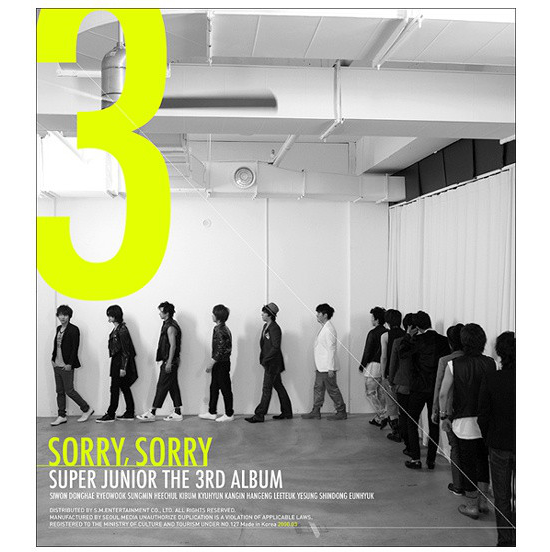 3
SORRY, SORRY
SUPER JUNIOR THE 3RD ALBUM
SIWON DONGHAE RYEOWOOK SUNGMIN HEECHUL KIBUM KYUHYUN KANGIN HANGENG LEETEUK YESUNG SHINDONG EUNHYUK
DISTRIBUTED BY S.M.ENTERTAINMENT CO., LTD. ALL RIGHTS RESERVED.
MANUFACTURED BY SEOUL MEDIA UNAUTHORIZE DUPLICATION IS A VIOLATION OF APPLICABLE LAWS.
REGISTERED TO THE MINISTRY OF CULTURE AND TOURISM UNDER NO.127 Made in Korea